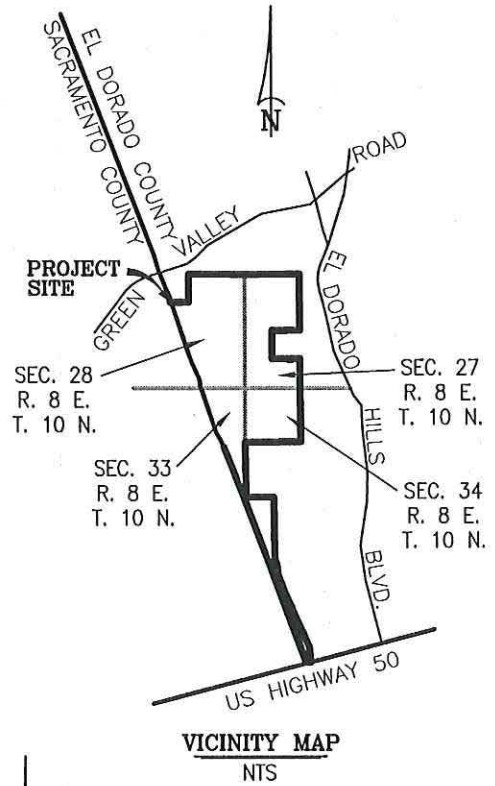 EL DORADO COUNTY
SACRAMENTO COUNTY
N
GREEN VALLEY ROAD
PROJECT
SITE
EL DORADO HILLS BLVD.
SEC. 28
R. 8 E.
T. 10 N.
SEC. 27
R. 8 E.
T. 10 N.
SEC. 33
R. 8 E.
T. 10 N.
SEC. 34
R. 8 E.
T. 10 N.
US HIGHWAY 50
VICINITY MAP
NTS